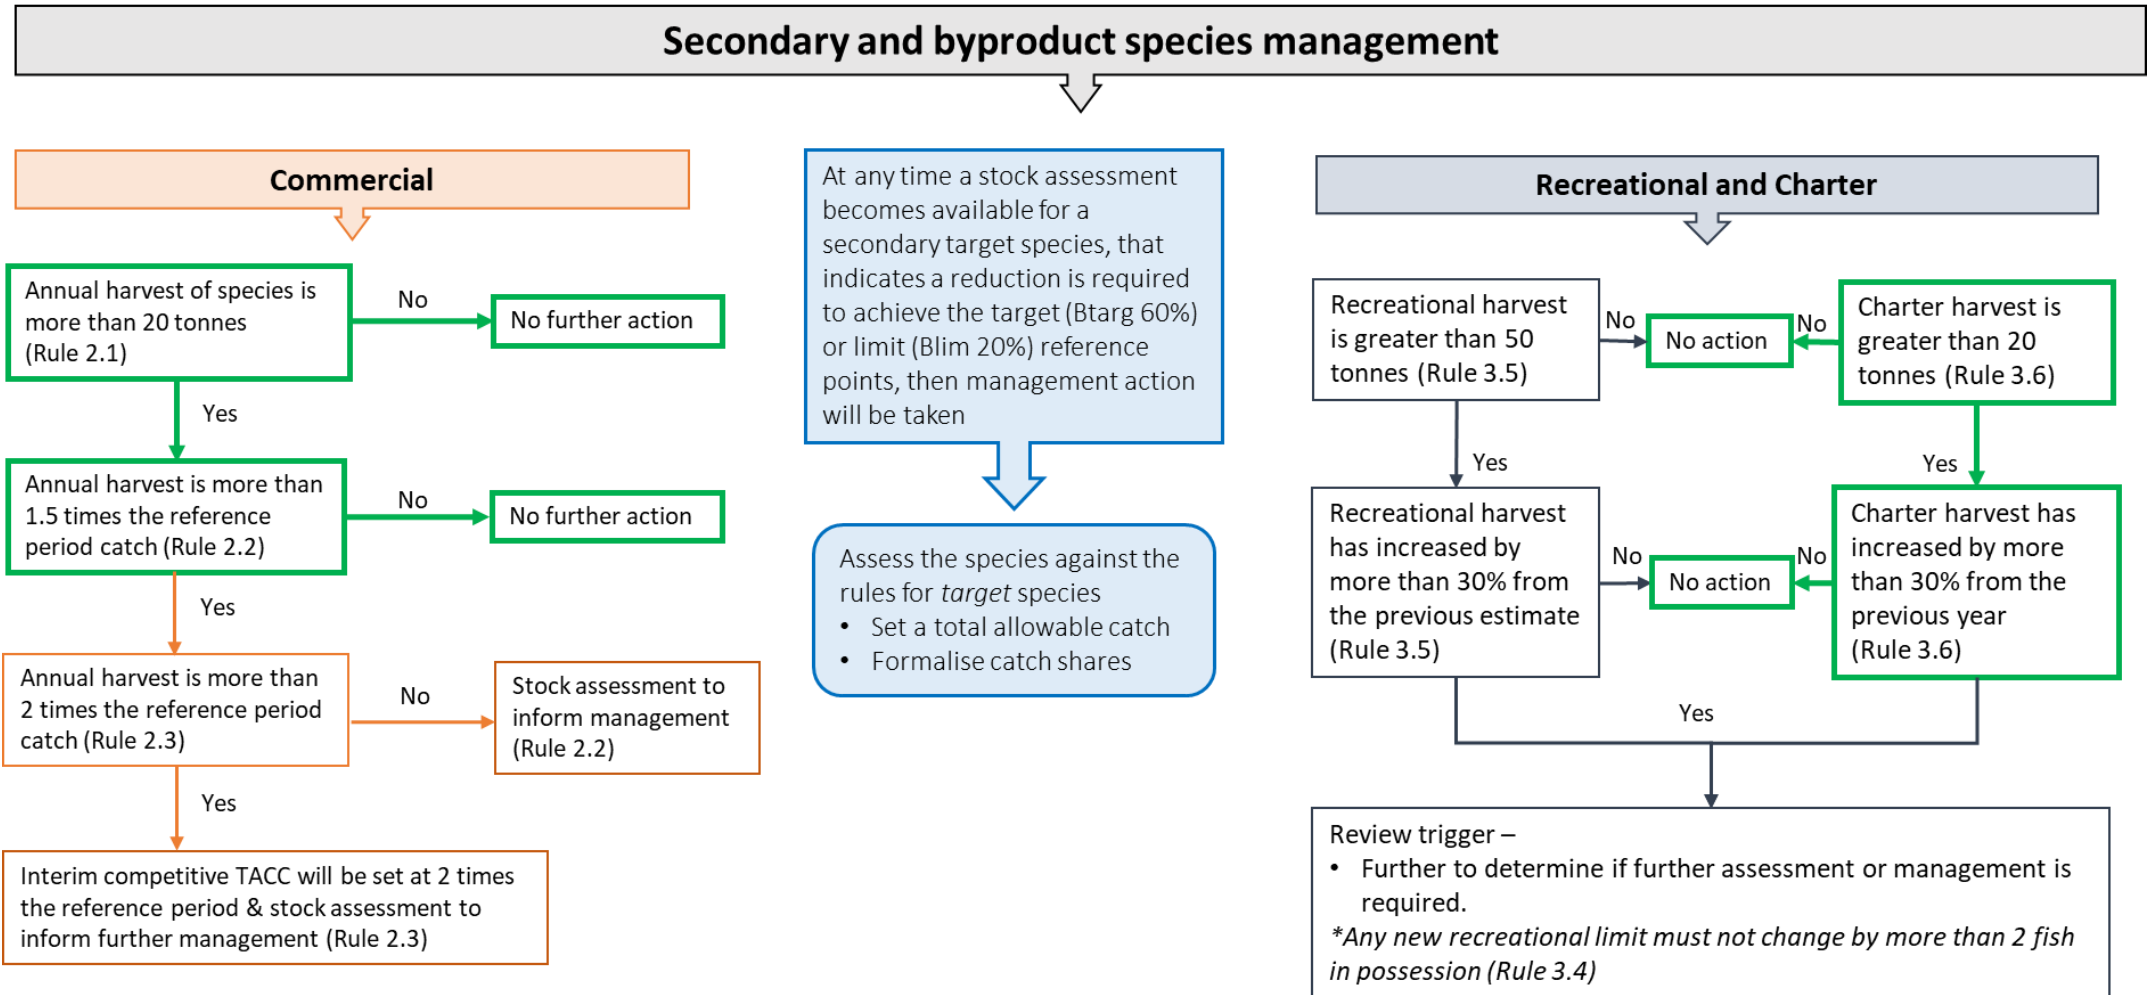 Secondary and byproduct species management
Commercial
Annual harvest of species is
more than 20 tonnes
(Rule 2.1)
No
No further action
Yes
Annual harvest is more than
1.5 times the reference
period catch (Rule 2.2)
No
No further action
Yes
Annual harvest is more than
2 times the reference period
catch (Rule 2.3)
No
Stock assessment to
inform management
(Rule 2.2)
Yes
Interim competitive TACC will be set at 2 times
the reference period & stock assessment to
inform further management (Rule 2.3)
At any time a stock assessment
becomes available for a
secondary target species, that
indicates a reduction is required
to achieve the target (Btarg 60%)
or limit (Blim 20%) reference
points, then management action
will be taken
Assess the species against the
rules for target species
• Set a total allowable catch
• Formalise catch shares
Recreational and Charter
Recreational harvest
is greater than 50
tonnes (Rule 3.5)
No
No action
No
Charter harvest is
greater than 20
tonnes (Rule 3.6)
Yes
Yes
Recreational harvest
has increased by
more than 30% from
the previous estimate
(Rule 3.5)
No
No action
No
Charter harvest has
increased by more
than 30% from the
previous year
(Rule 3.6)
Yes
Review trigger –
• Further to determine if further assessment or management is
required.
*Any new recreational limit must not change by more than 2 fish
in possession (Rule 3.4)